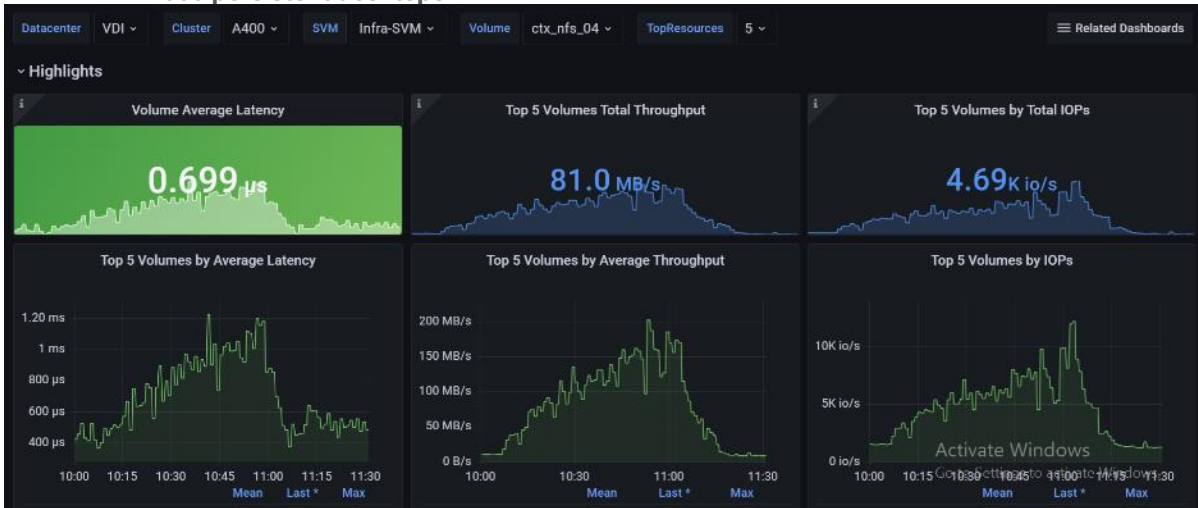 Datacenter VDI Cluster A400 SVM Infra-SVM Volume ctx_nfs_04 TopResources 5 Related Dashboards
Highlights
i Volume Average Latency
0.699 µs
i Top 5 Volumes Total Throughput
81.0 MB/s
i Top 5 Volumes by Total IOPs
4.69K io/s
Top 5 Volumes by Average Latency
1.20 ms
1 ms
800 µs
600 µs
400 µs
10:00 10:15 10:30 10:45 11:00 11:15 11:30
Mean Last * Max
Top 5 Volumes by Average Throughput
200 MB/s
150 MB/s
100 MB/s
50 MB/s
0 B/s
10:00 10:30 11:00 11:30
Mean Last * Max
Top 5 Volumes by IOPs
10K io/s
5K io/s
0 io/s
10:00 10:15 10:30 10:45 11:00 11:15 11:30
Mean Last * Max
Activate Windows
Go to Settings to activate Windows.